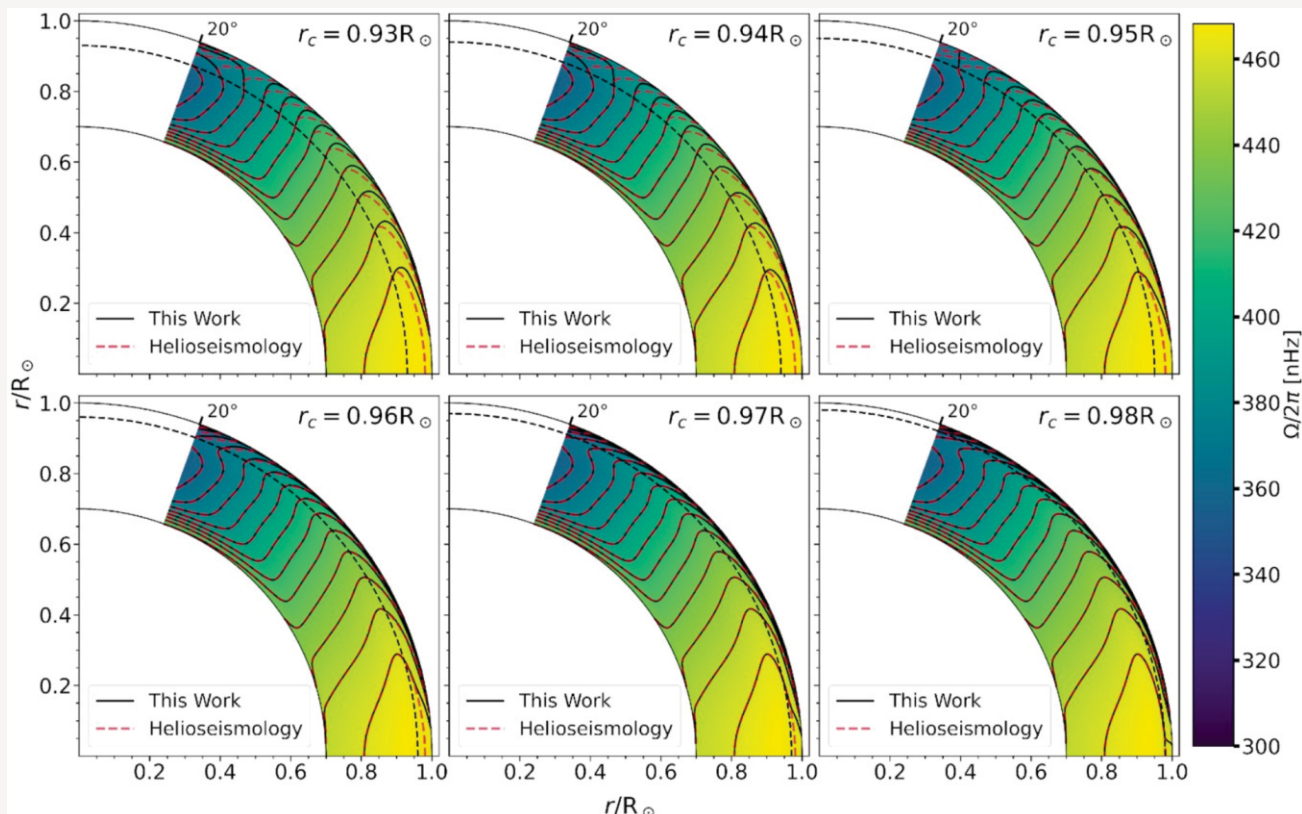 20°
r_c = 0.93R⊙
20°
r_c = 0.94R⊙
20°
r_c = 0.95R⊙
1.0
0.8
0.6
0.4
0.2
This Work
Helioseismology
This Work
Helioseismology
This Work
Helioseismology
20°
r_c = 0.96R⊙
20°
r_c = 0.97R⊙
20°
r_c = 0.98R⊙
1.0
0.8
0.6
0.4
0.2
This Work
Helioseismology
This Work
Helioseismology
This Work
Helioseismology
0.2 0.4 0.6 0.8 1.0
0.2 0.4 0.6 0.8 1.0
0.2 0.4 0.6 0.8 1.0
r/R⊙
r/R⊙
460
440
420
400
380
360
340
320
300
Ω/2π [nHz]